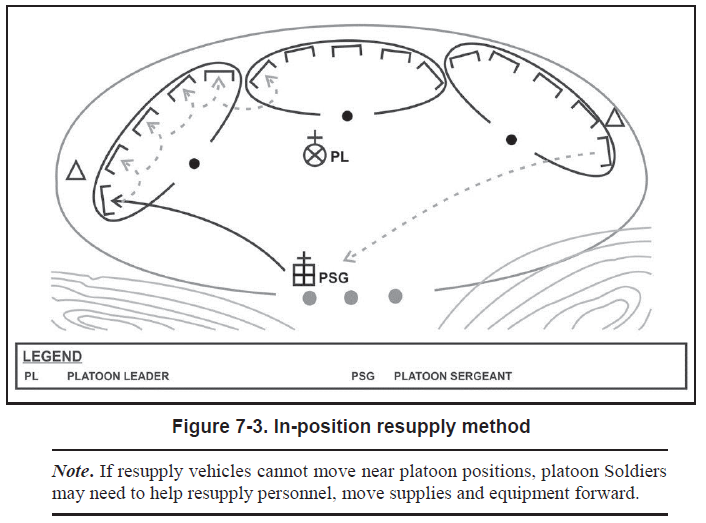 PL
PSG
LEGEND
PL PLATOON LEADER PSG PLATOON SERGEANT
Figure 7-3. In-position resupply method
Note. If resupply vehicles cannot move near platoon positions, platoon Soldiers
may need to help resupply personnel, move supplies and equipment forward.